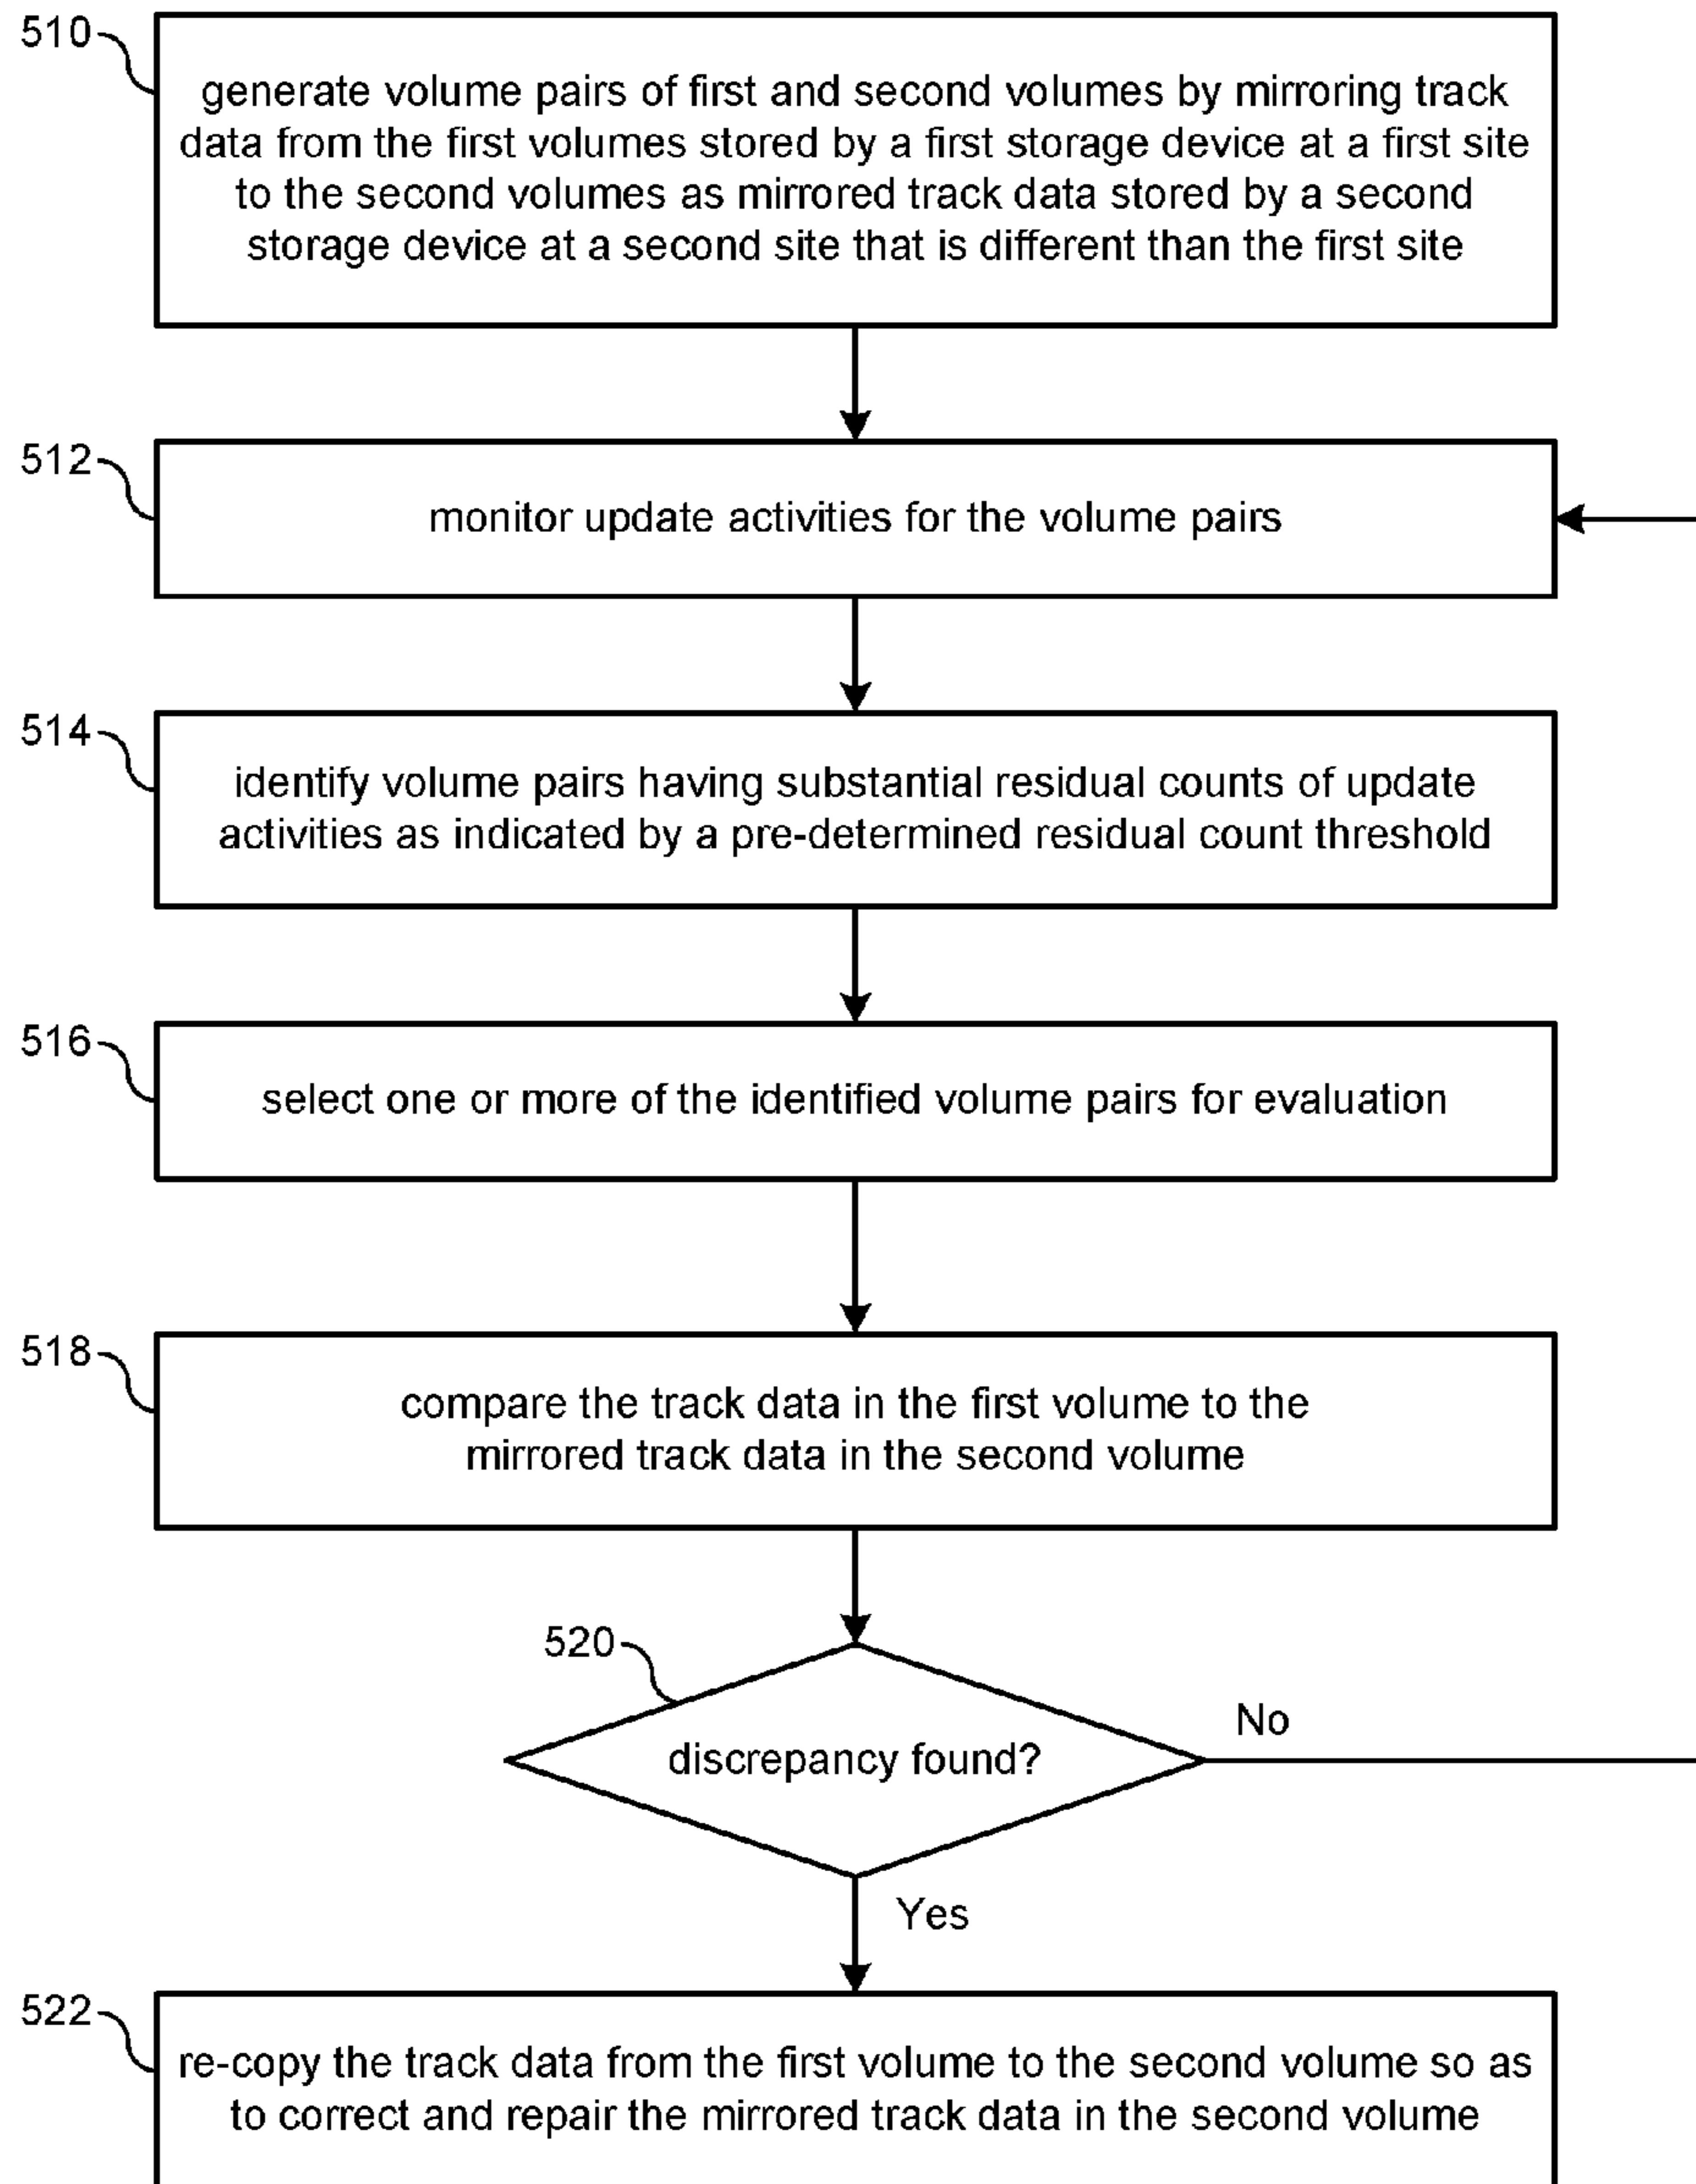 510
generate volume pairs of first and second volumes by mirroring track
data from the first volumes stored by a first storage device at a first site
to the second volumes as mirrored track data stored by a second
storage device at a second site that is different than the first site
512
monitor update activities for the volume pairs
514
identify volume pairs having substantial residual counts of update
activities as indicated by a pre-determined residual count threshold
516
select one or more of the identified volume pairs for evaluation
518
compare the track data in the first volume to the
mirrored track data in the second volume
520
discrepancy found?
No
Yes
522
re-copy the track data from the first volume to the second volume so as
to correct and repair the mirrored track data in the second volume